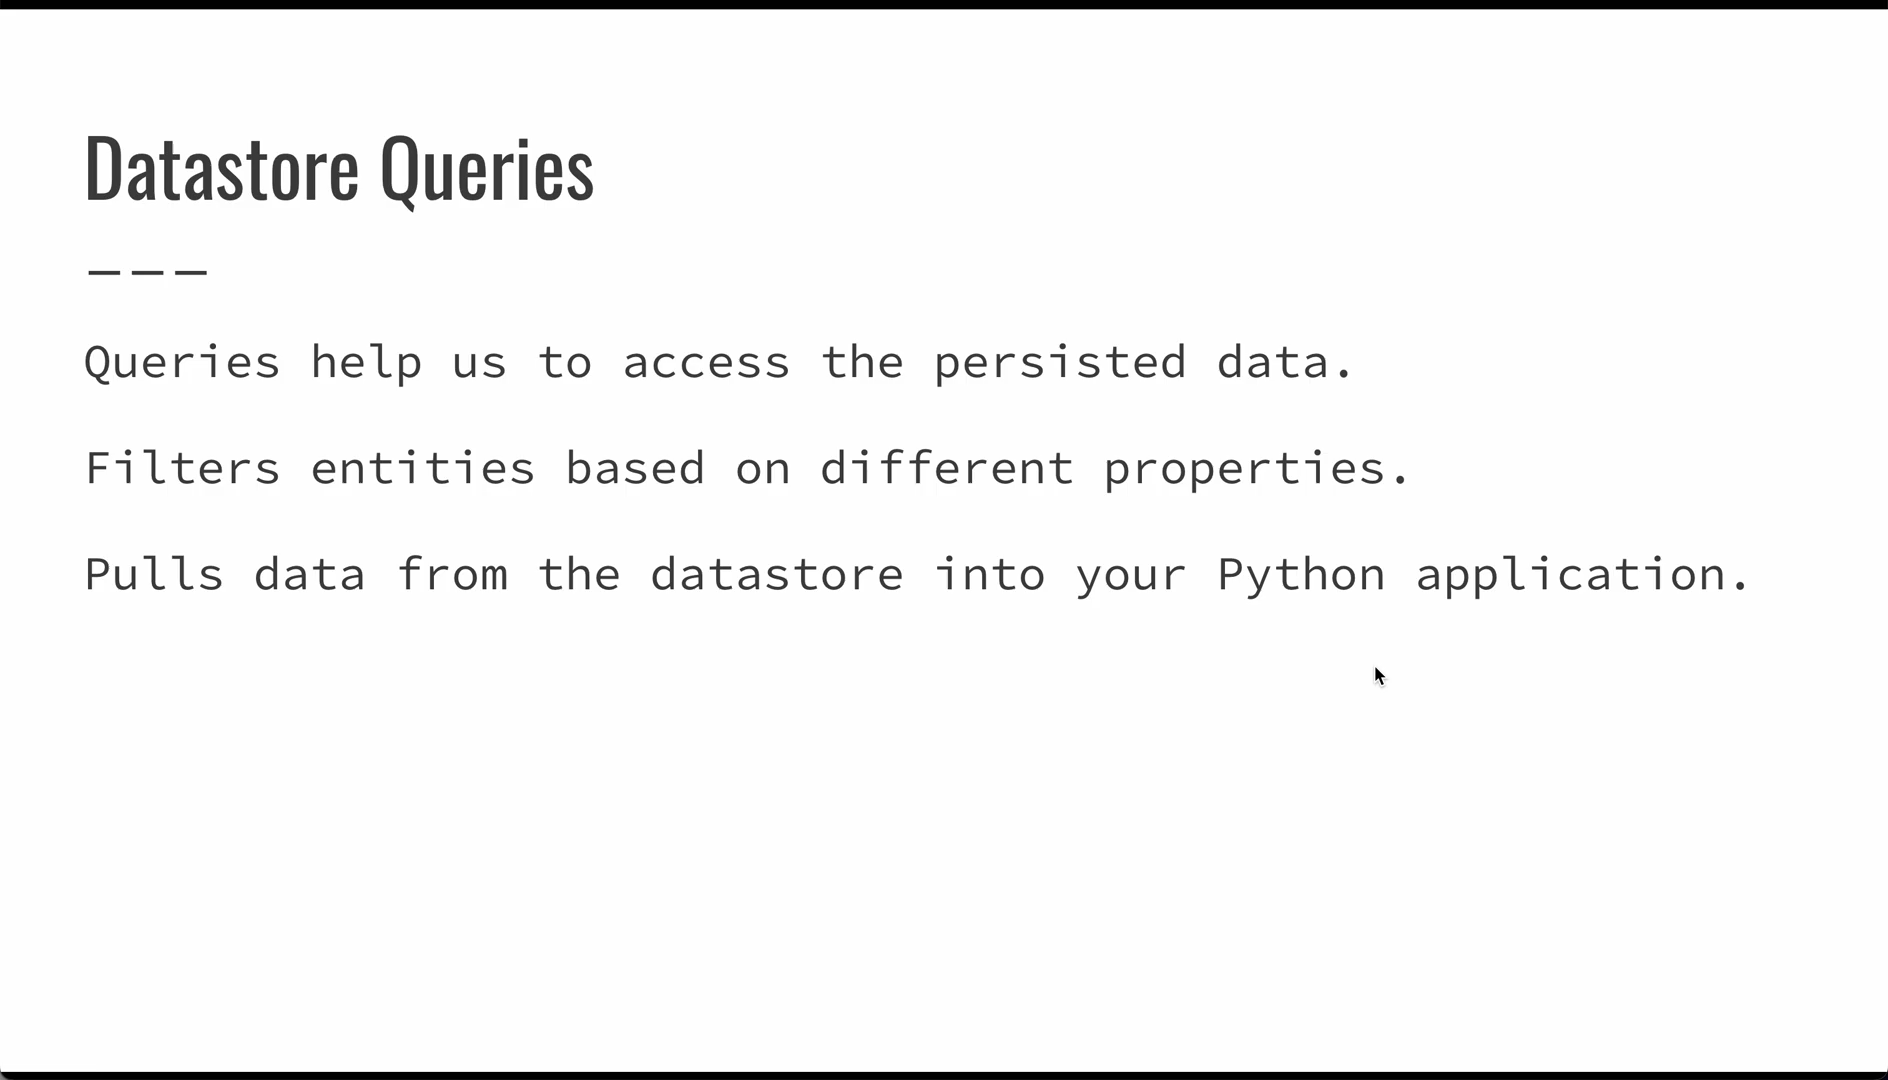 Datastore Queries
———
Queries help us to access the persisted data.
Filters entities based on different properties.
Pulls data from the datastore into your Python application.